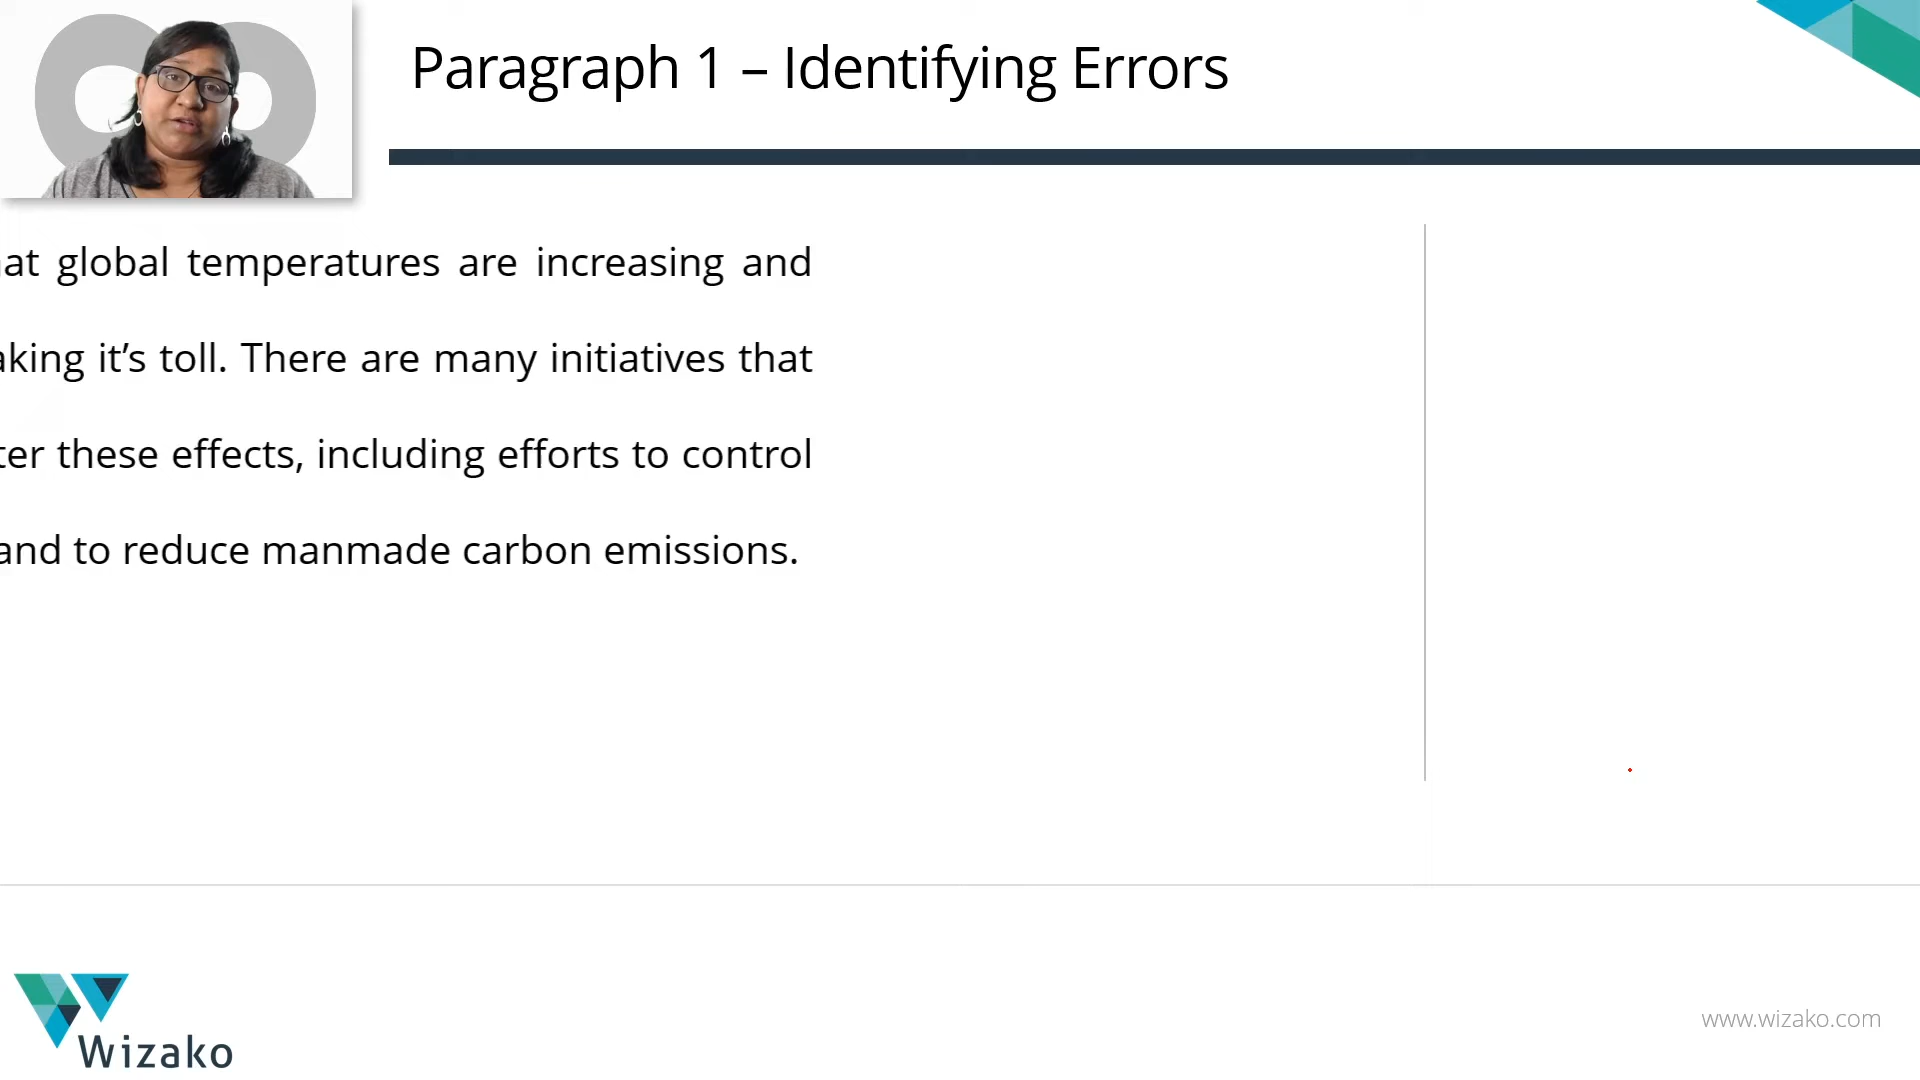 Paragraph 1 – Identifying Errors
at global temperatures are increasing and
aking it’s toll. There are many initiatives that
ter these effects, including efforts to control
and to reduce manmade carbon emissions.
Wizako
www.wizako.com